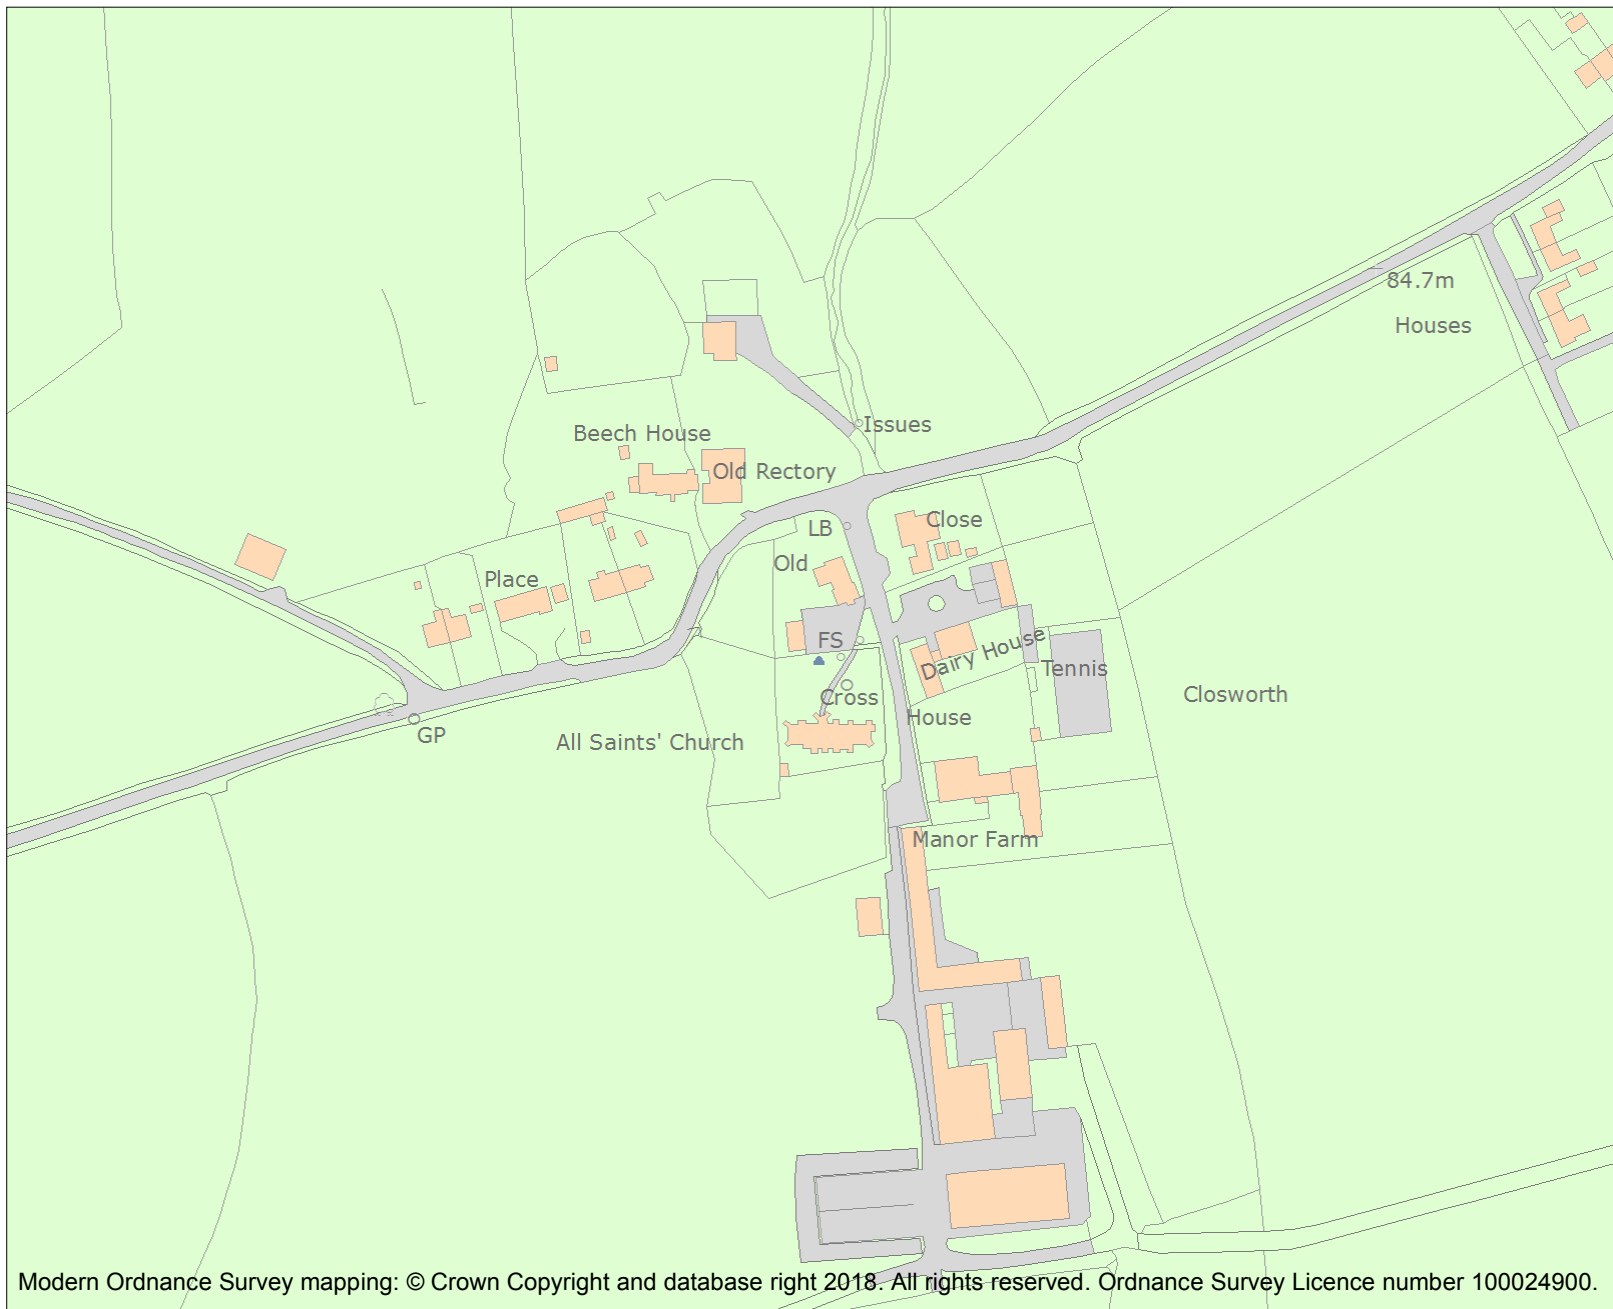 84.7m
Houses
Issues
Beech House
Old Rectory
LB
Close
Old
Place
FS
Dairy House
Tennis
Cross
Closworth
House
GP
All Saints' Church
Manor Farm
Modern Ordnance Survey mapping: © Crown Copyright and database right 2018. All rights reserved. Ordnance Survey Licence number 100024900.